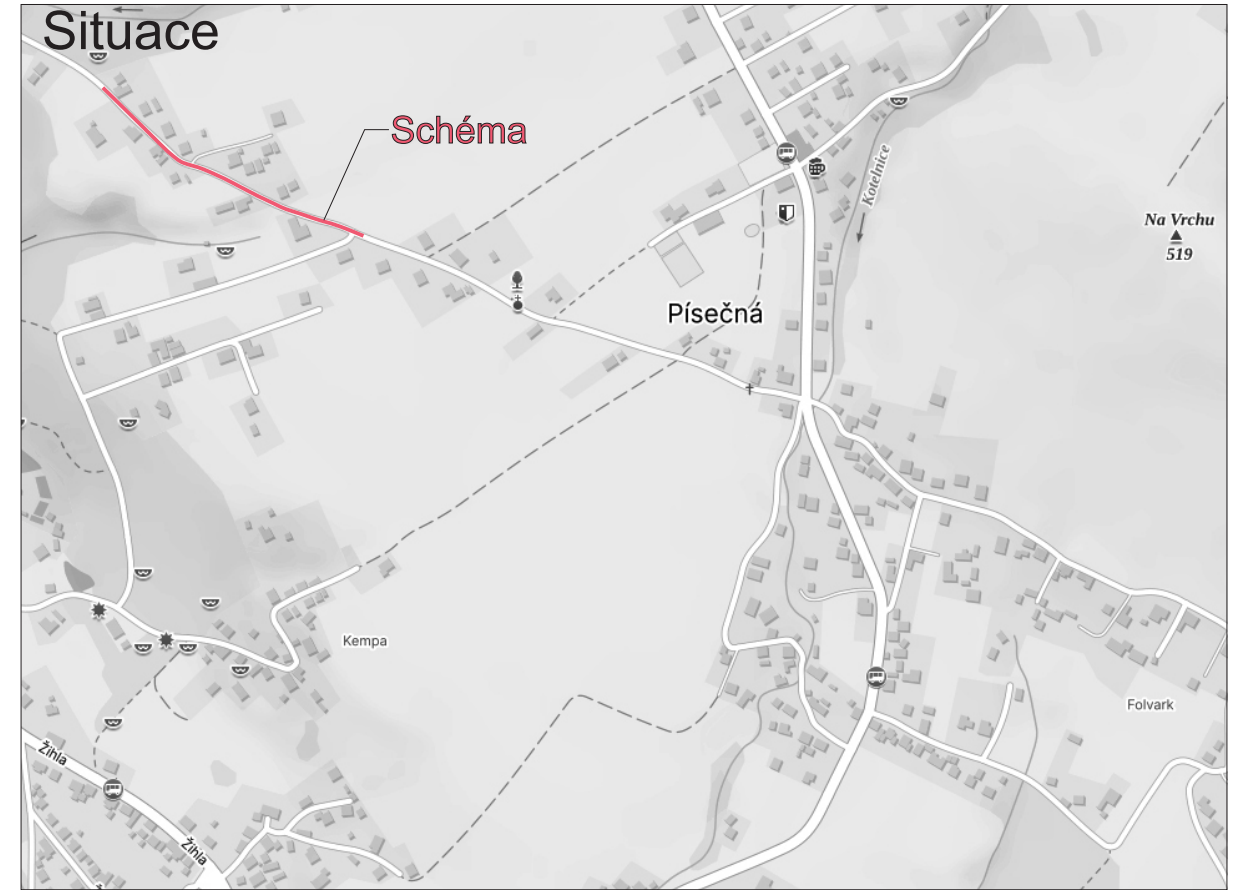 Situace
Schéma
Kotelnice
Na Vrchu
519
Písečná
Kempa
Folvark
Žihla
Žihla